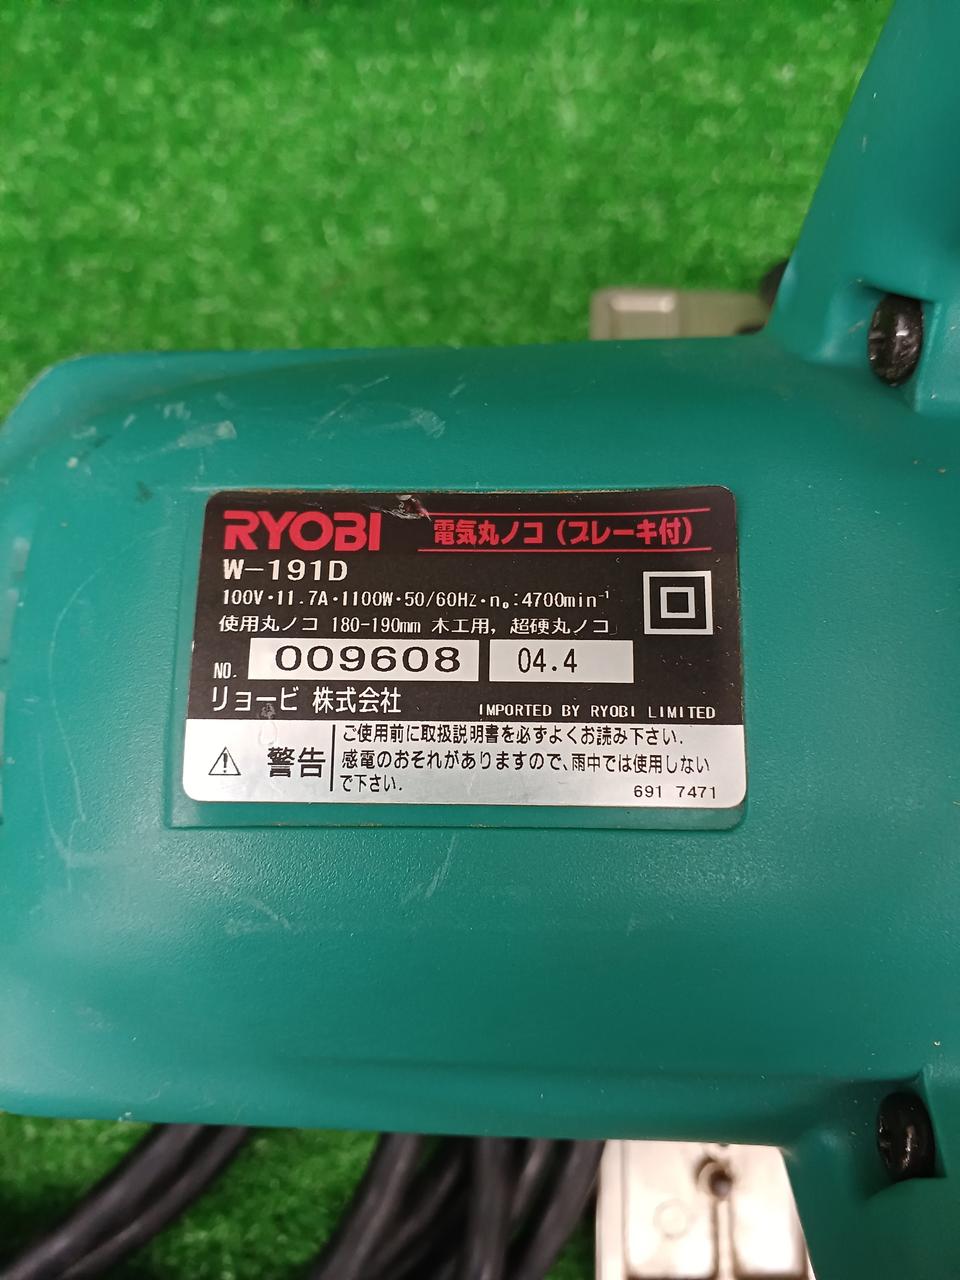 RYOBI 電気丸ノコ(ブレーキ付)
W-191D
100V・11.7A・1100W・50/60HZ・n₀:4700min⁻¹
使用丸ノコ 180-190mm 木工用, 超硬丸ノコ
NO. 009608 04.4
リョービ 株式会社 IMPORTED BY RYOBI LIMITED
警告
ご使用前に取扱説明書を必ずよくお読み下さい.
感電のおそれがありますので、雨中では使用しない
で下さい.
691 7471